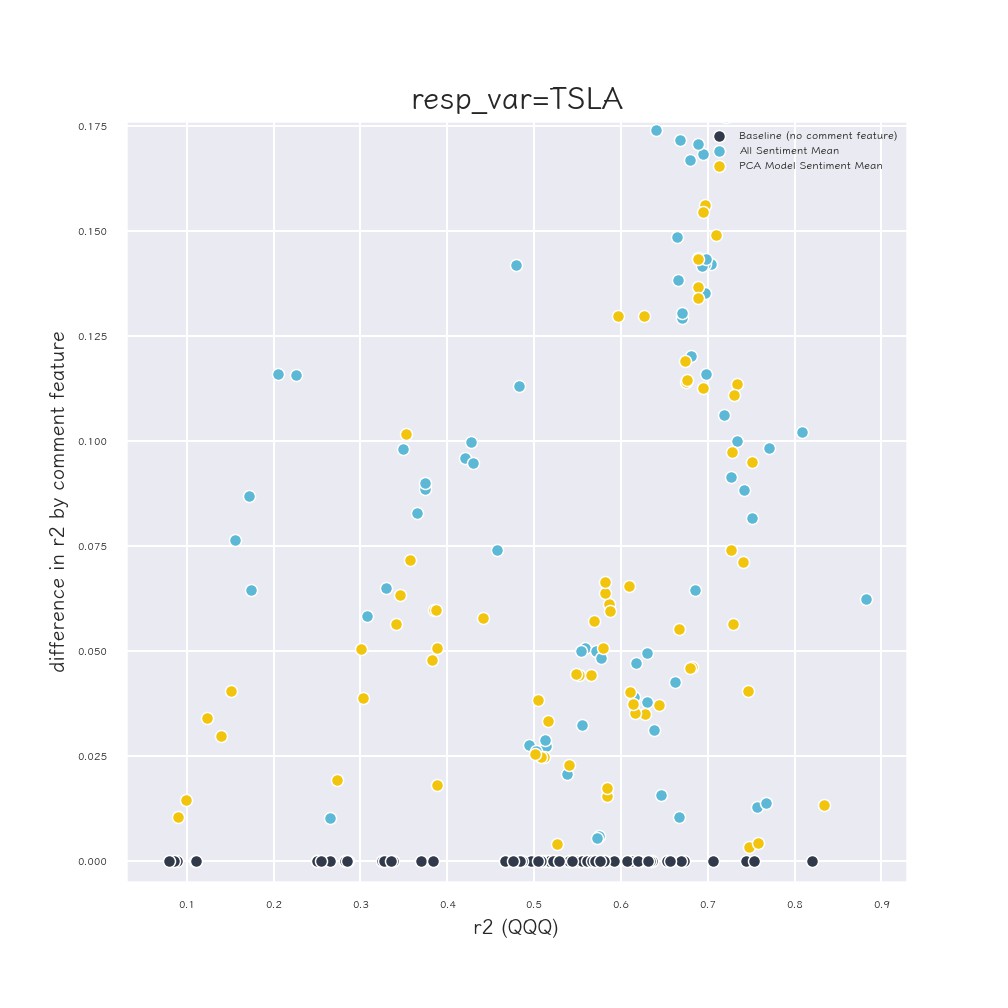 resp_var=TSLA
Baseline (no comment feature)
All Sentiment Mean
PCA Model Sentiment Mean
difference in r2 by comment feature
0.175
0.150
0.125
0.100
0.075
0.050
0.025
0.000
0.1 0.2 0.3 0.4 0.5 0.6 0.7 0.8 0.9
r2 (QQQ)